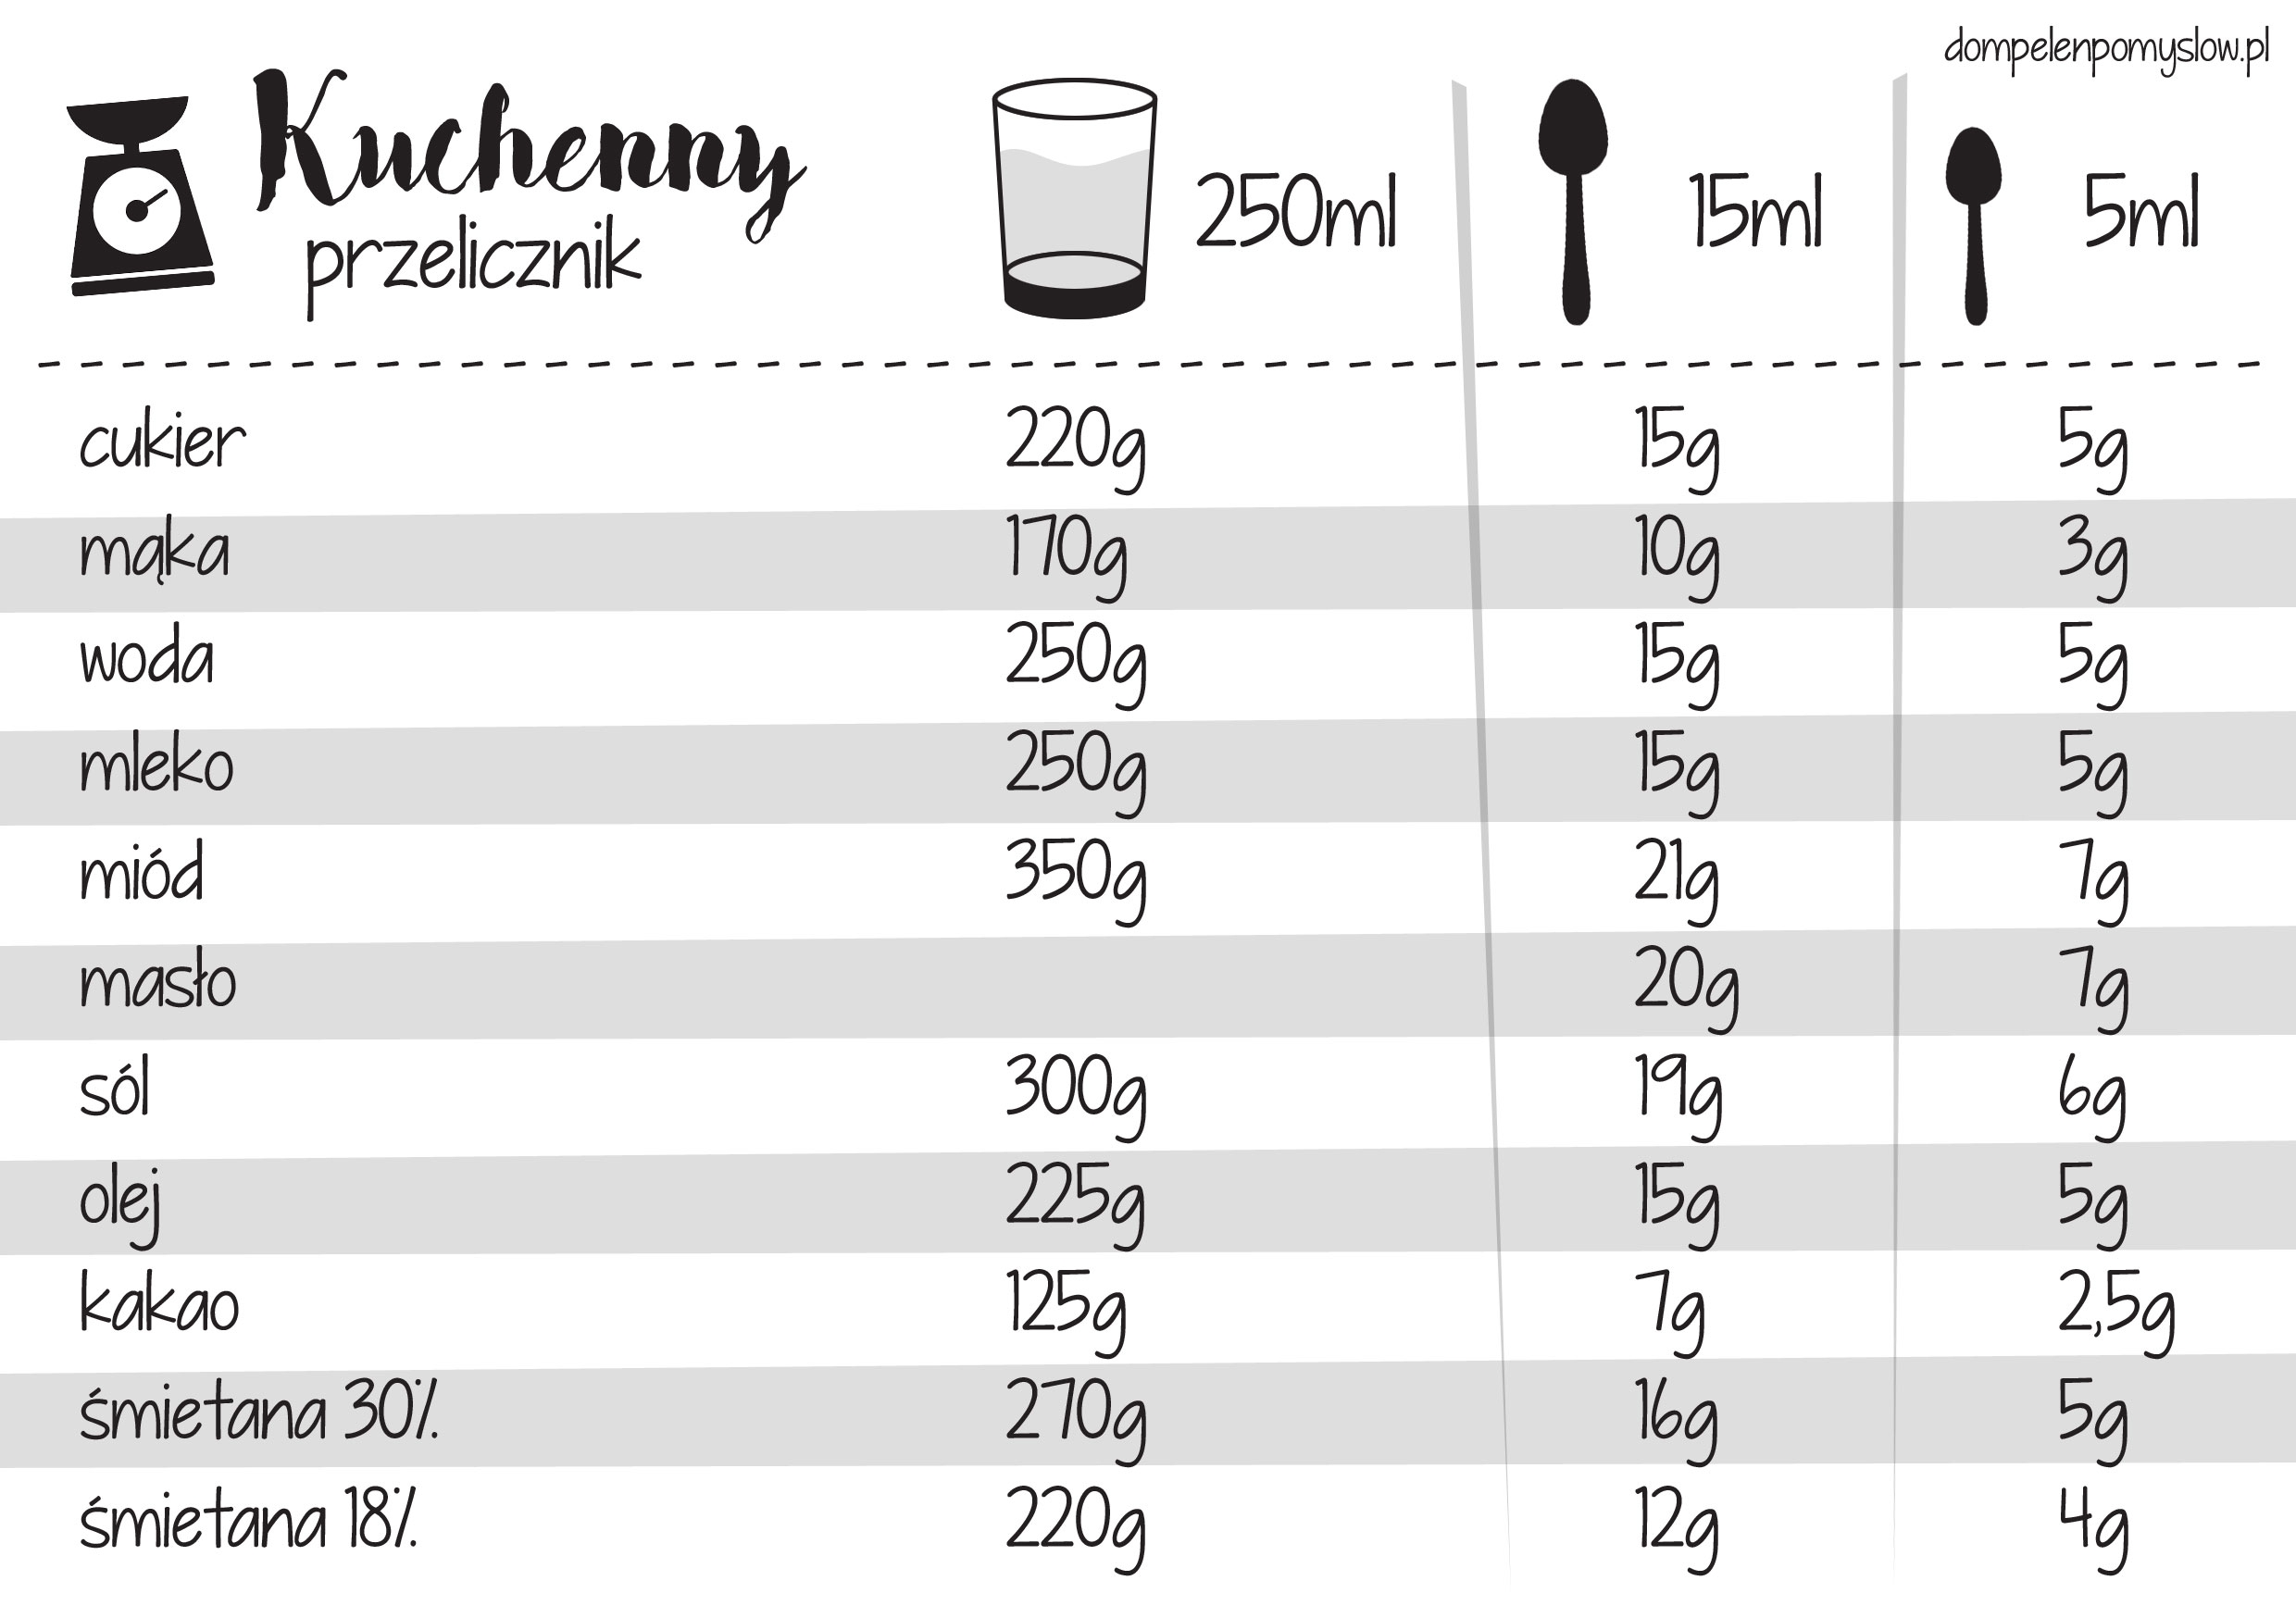 dompelenpomyslow.pl
Kuchenny
przelicznik
250ml 15ml 5ml
cukier 220g 15g 5g
mąka 170g 10g 3g
woda 250g 15g 5g
mleko 250g 15g 5g
miód 350g 21g 7g
masło 20g 7g
sól 300g 19g 6g
olej 225g 15g 5g
kakao 125g 7g 2,5g
śmietana 30% 270g 16g 5g
śmietana 18% 220g 12g 4g